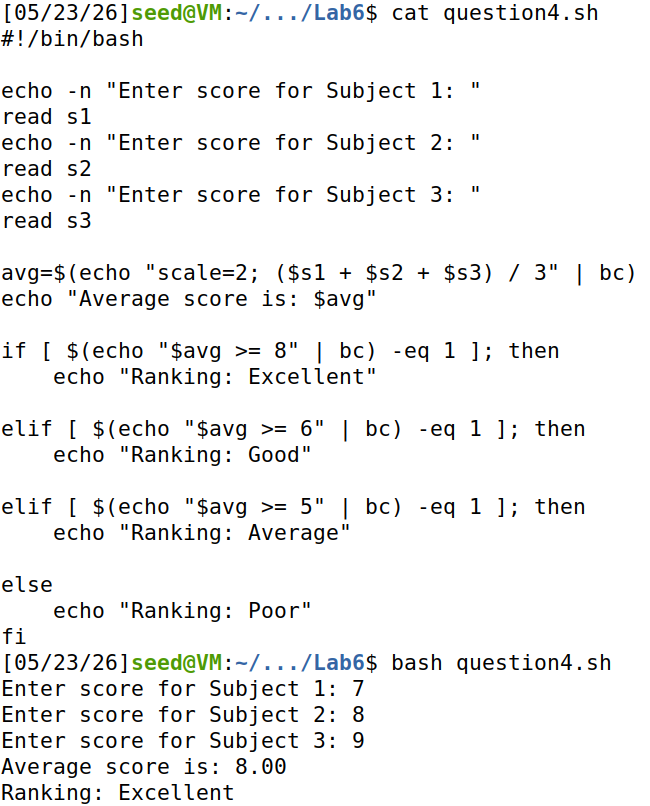 [05/23/26]seed@VM:~/.../Lab6$ cat question4.sh
#!/bin/bash

echo -n "Enter score for Subject 1: "
read s1
echo -n "Enter score for Subject 2: "
read s2
echo -n "Enter score for Subject 3: "
read s3

avg=$(echo "scale=2; ($s1 + $s2 + $s3) / 3" | bc)
echo "Average score is: $avg"

if [ $(echo "$avg >= 8" | bc) -eq 1 ]; then
    echo "Ranking: Excellent"

elif [ $(echo "$avg >= 6" | bc) -eq 1 ]; then
    echo "Ranking: Good"

elif [ $(echo "$avg >= 5" | bc) -eq 1 ]; then
    echo "Ranking: Average"

else
    echo "Ranking: Poor"
fi
[05/23/26]seed@VM:~/.../Lab6$ bash question4.sh
Enter score for Subject 1: 7
Enter score for Subject 2: 8
Enter score for Subject 3: 9
Average score is: 8.00
Ranking: Excellent